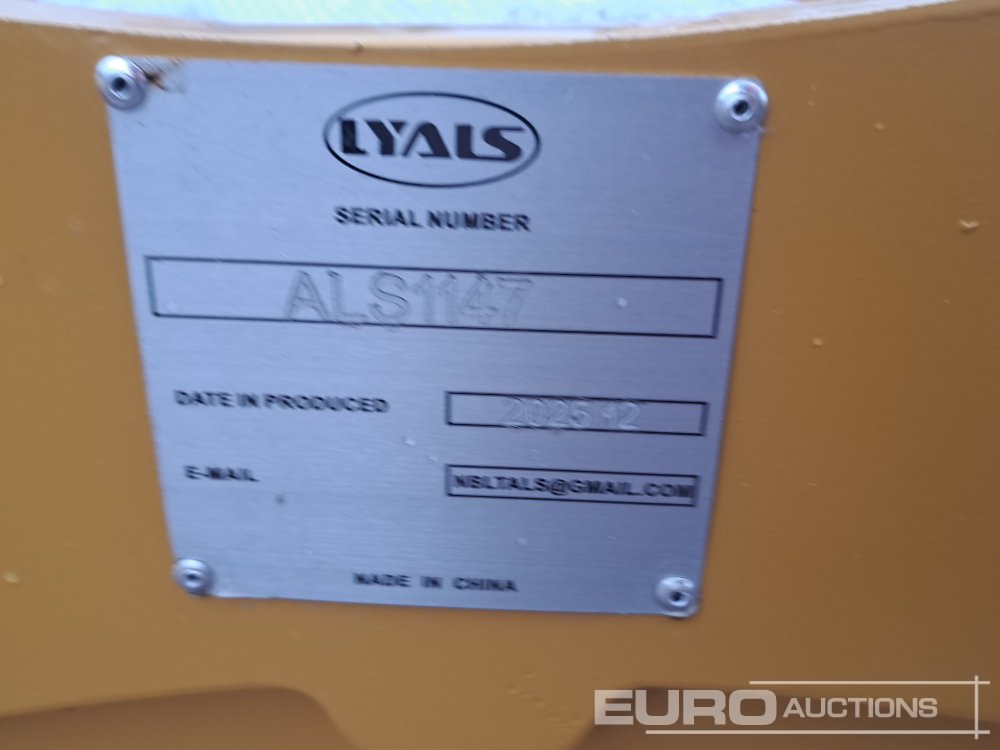 LYALS
SERIAL NUMBER
ALS1147
DATE IN PRODUCED
2025 12
E-MAIL
NBLTALS@GMAIL.COM
MADE IN CHINA
EURO AUCTIONS